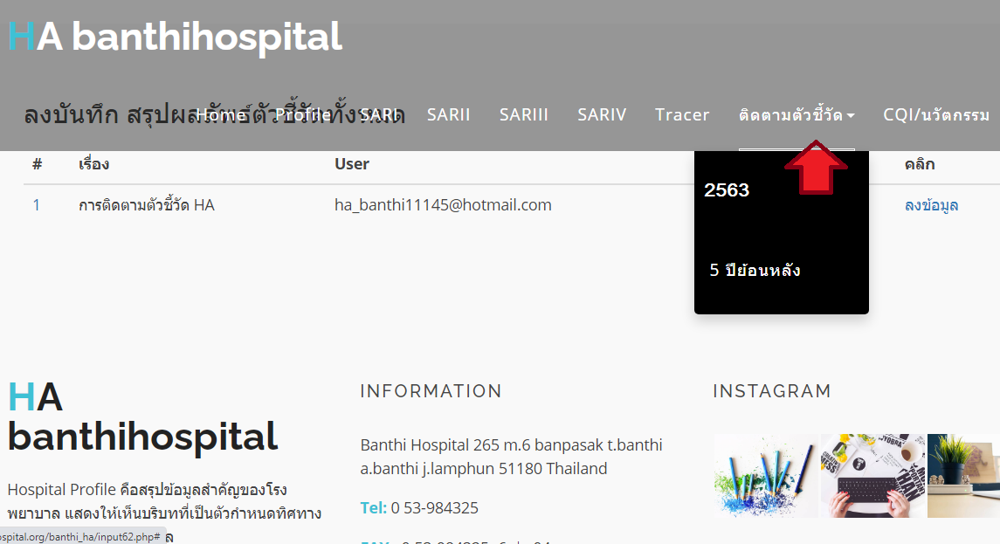 HA banthihospital
ลงบันทึก สรุปผลลัพธ์ตัวชี้วัดทั้งหมด
Home Profile SARI SARII SARIII SARIV Tracer ติดตามตัวชี้วัด CQI/นวัตกรรม
# เรื่อง User คลิก
2563
1 การติดตามตัวชี้วัด HA ha_banthi11145@hotmail.com ลงข้อมูล
5 ปีย้อนหลัง
HA
banthihospital
Hospital Profile คือสรุปข้อมูลสำคัญของโรง
พยาบาล แสดงให้เห็นบริบทที่เป็นตัวกำหนดทิศทาง
ospital.org/banthi_ha/input62.php#
INFORMATION
Banthi Hospital 265 m.6 banpasak t.banthi
a.banthi j.lamphun 51180 Thailand
Tel: 0 53-984325
INSTAGRAM